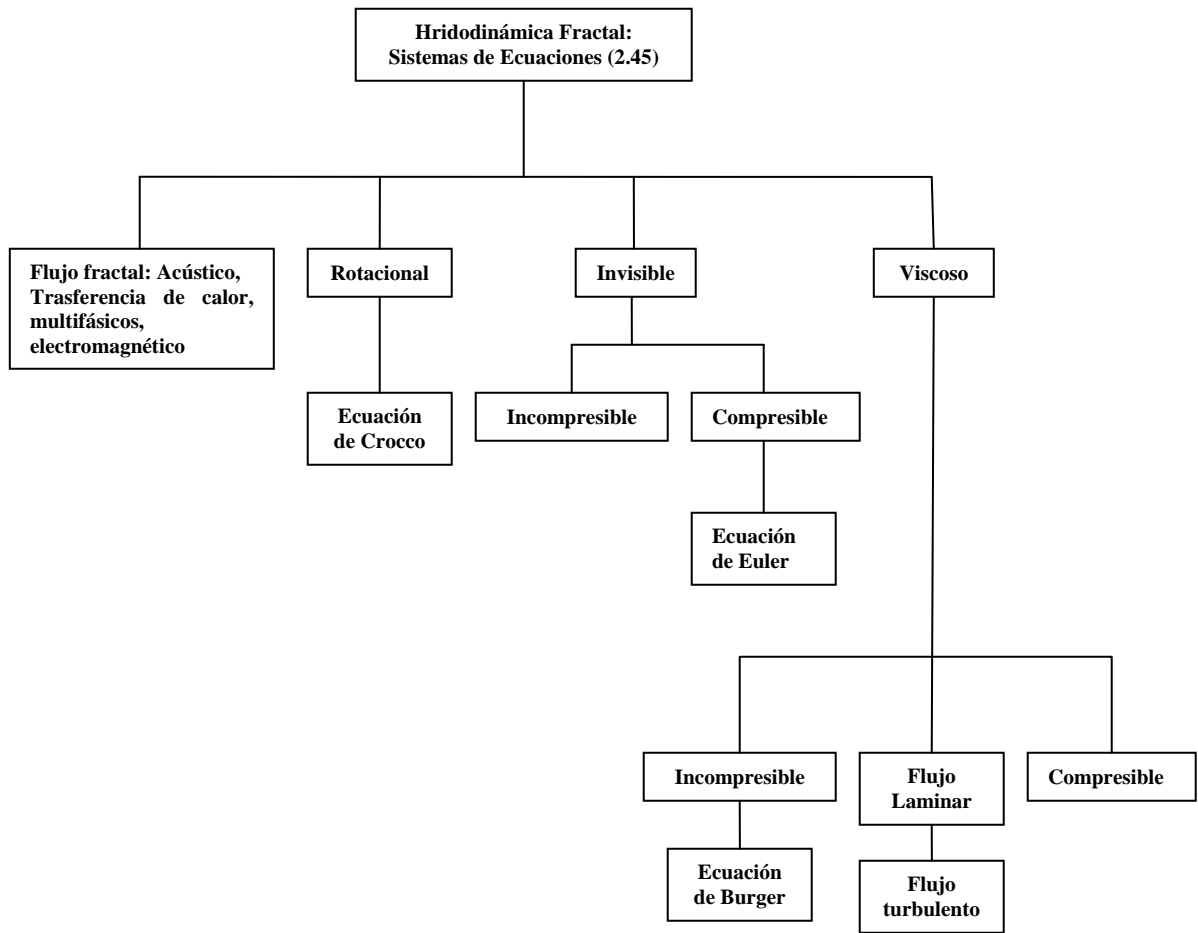 Hridodinámica Fractal:
Sistemas de Ecuaciones (2.45)
Flujo fractal: Acústico,
Trasferencia de calor,
multifásicos,
electromagnético
Rotacional
Invisible
Viscoso
Ecuación
de Crocco
Incompresible
Compresible
Ecuación
de Euler
Incompresible
Flujo
Laminar
Compresible
Ecuación
de Burger
Flujo
turbulento